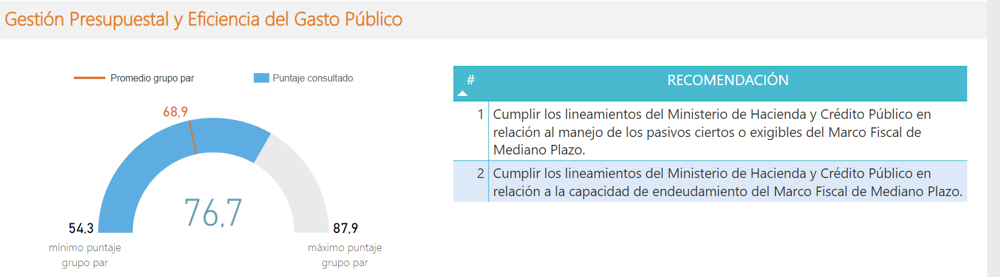 Gestión Presupuestal y Eficiencia del Gasto Público
Promedio grupo par
Puntaje consultado
68,9
76,7
54,3
mínimo puntaje
grupo par
87,9
máximo puntaje
grupo par
# RECOMENDACIÓN
1 Cumplir los lineamientos del Ministerio de Hacienda y Crédito Público en
relación al manejo de los pasivos ciertos o exigibles del Marco Fiscal de
Mediano Plazo.
2 Cumplir los lineamientos del Ministerio de Hacienda y Crédito Público en
relación a la capacidad de endeudamiento del Marco Fiscal de Mediano Plazo.